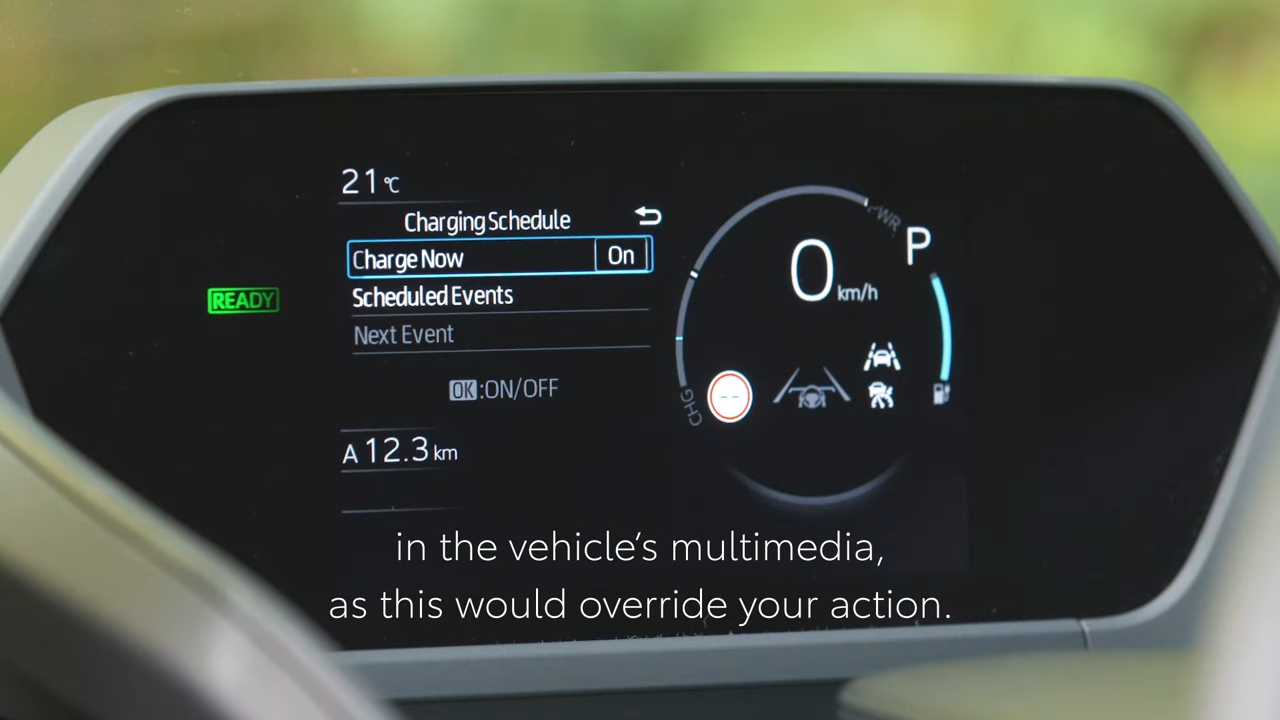 21°C
Charging Schedule
Charge Now On
Scheduled Events
Next Event
OK:ON/OFF
A 12.3 km
READY
PWR
P
0 km/h
--
CHG
in the vehicle's multimedia,
as this would override your action.